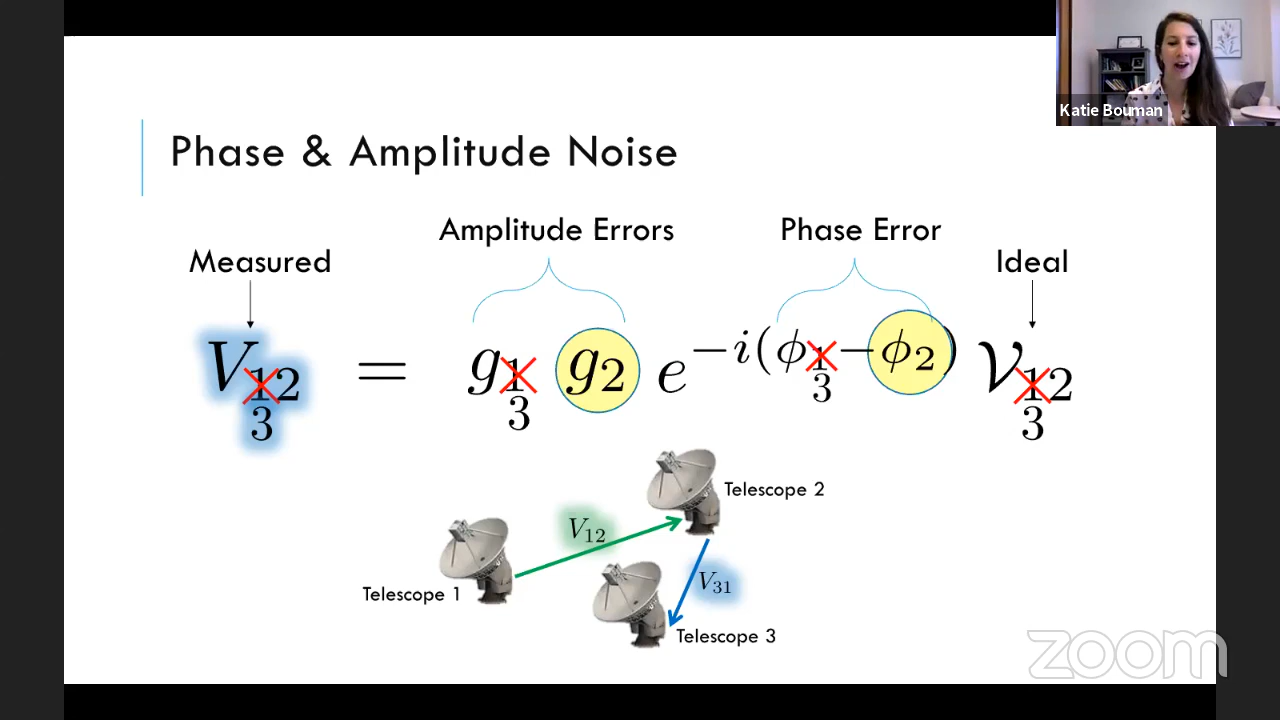 Katie Bouman
Phase & Amplitude Noise
Amplitude Errors
Phase Error
Measured
Ideal
V₁₂ ₃ = g₁ ₃ g₂ e^{−i(ϕ₁ ₃ − ϕ₂)} 𝒱₁₂ ₃
Telescope 2
V₁₂
Telescope 1
V₃₁
Telescope 3
zoom